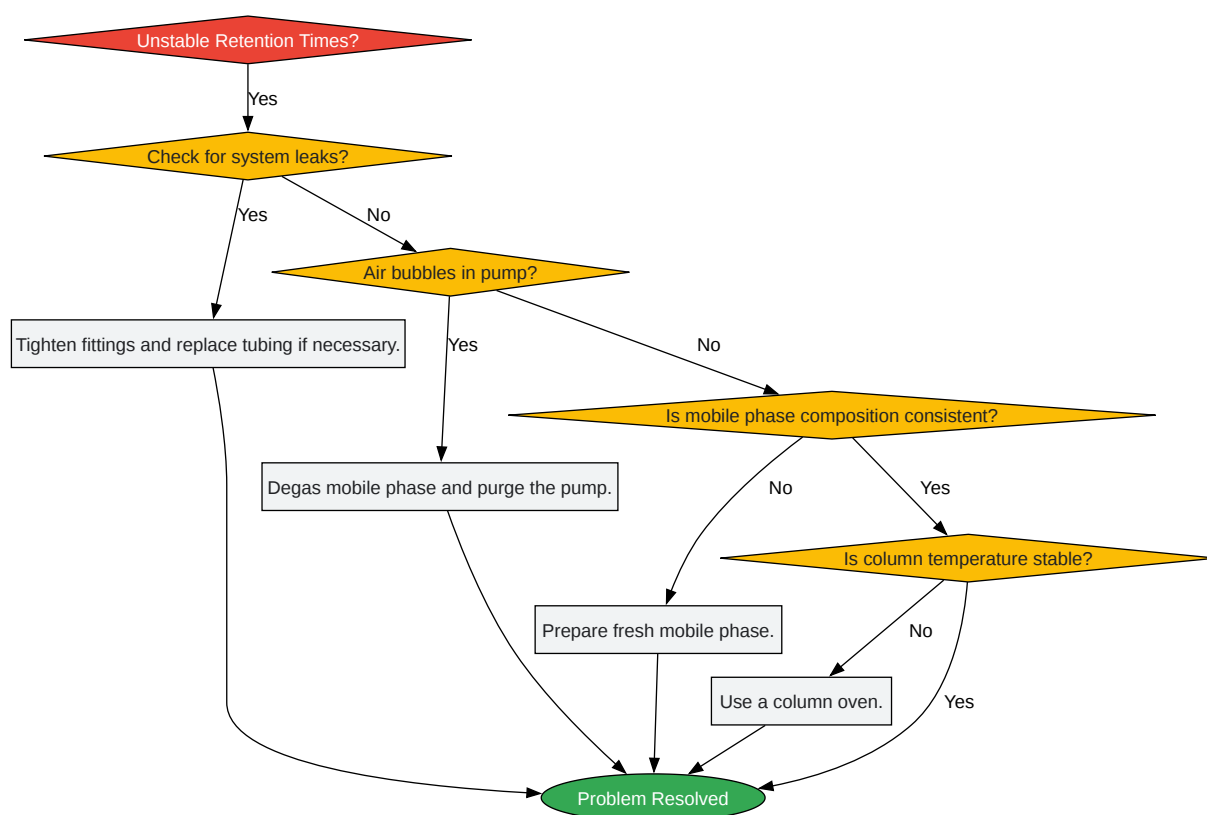 Unstable Retention Times?
Yes
Check for system leaks?
Yes
No
Air bubbles in pump?
Tighten fittings and replace tubing if necessary.
Yes
No
Is mobile phase composition consistent?
Degas mobile phase and purge the pump.
No
Yes
Is column temperature stable?
Prepare fresh mobile phase.
No
Use a column oven.
Yes
Problem Resolved